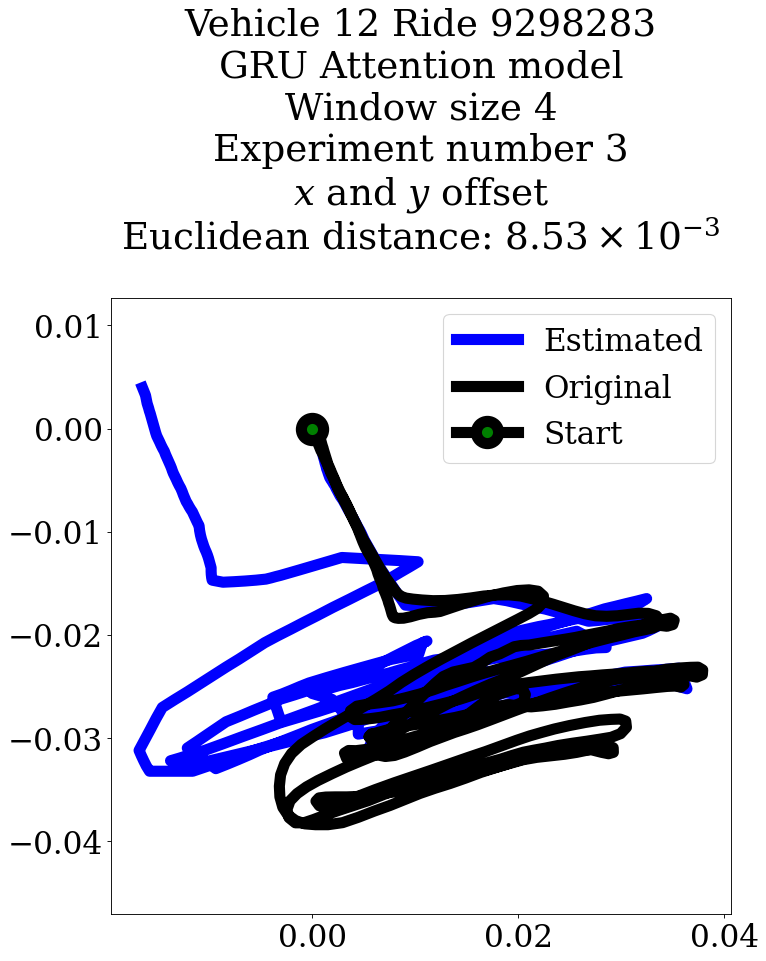 Vehicle 12 Ride 9298283
GRU Attention model
Window size 4
Experiment number 3
x and y offset
Euclidean distance: 8.53 × 10⁻³
Estimated
Original
Start
0.01
0.00
−0.01
−0.02
−0.03
−0.04
0.00 0.02 0.04